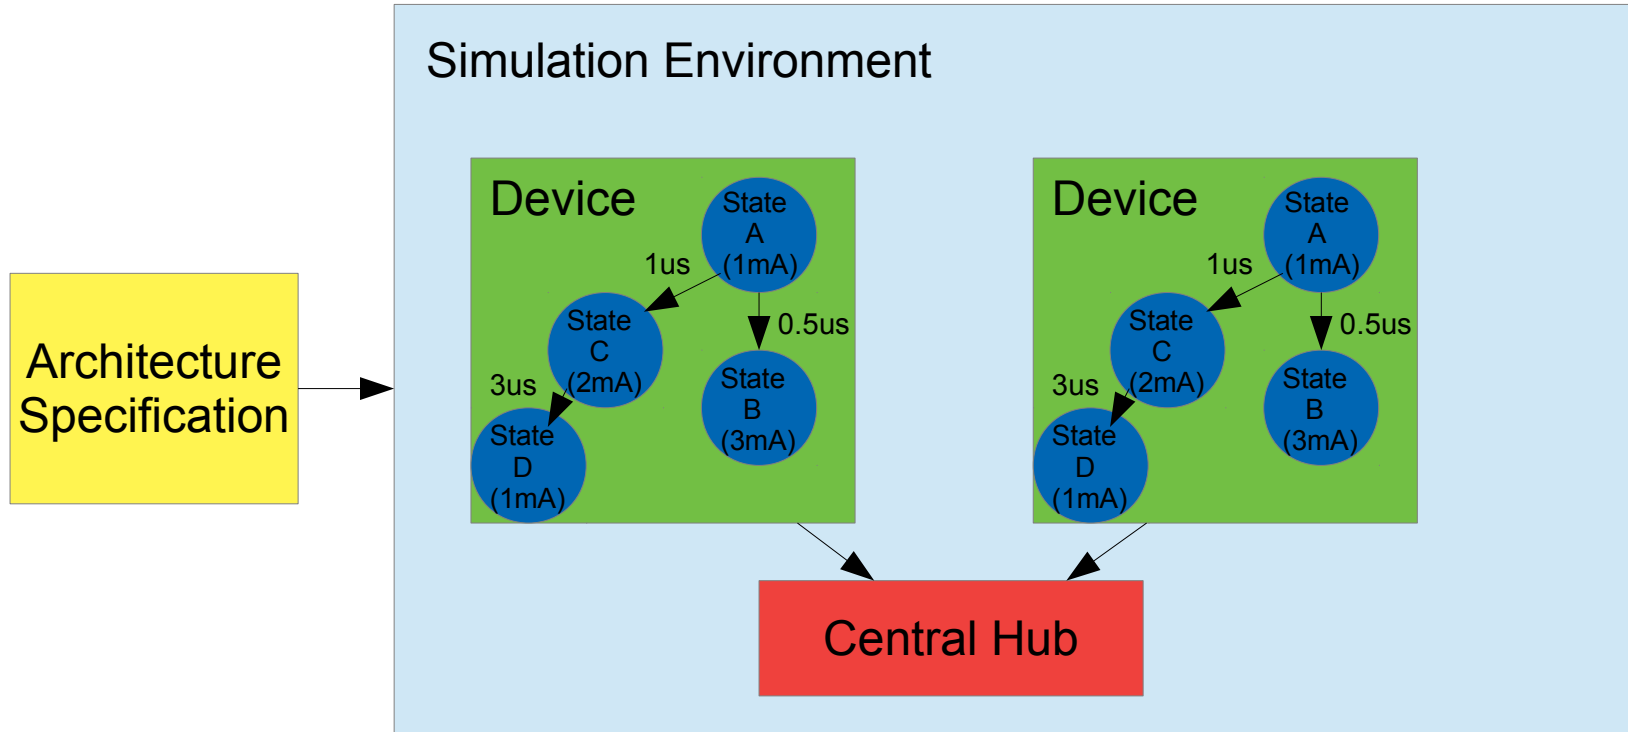 Simulation Environment
Architecture
Specification
Device
State
A
(1mA)
1us
0.5us
State
C
(2mA)
3us
State
B
(3mA)
State
D
(1mA)
Device
State
A
(1mA)
1us
0.5us
State
C
(2mA)
3us
State
B
(3mA)
State
D
(1mA)
Central Hub